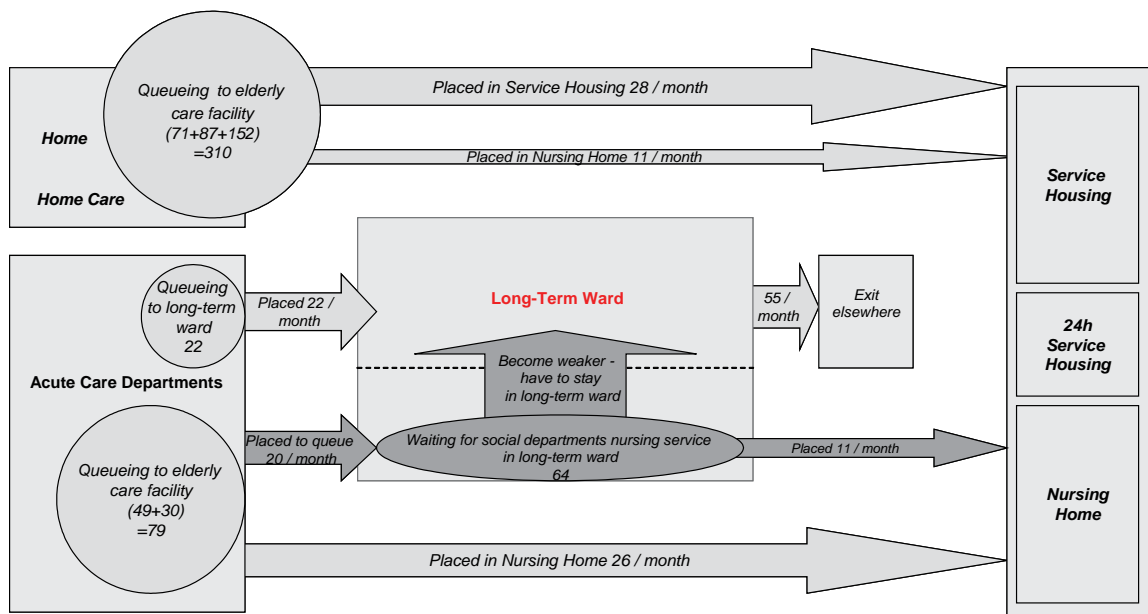 Queueing to elderly
care facility
(71+87+152)
=310
Home
Home Care
Placed in Service Housing 28 / month
Placed in Nursing Home 11 / month
Service
Housing
24h
Service
Housing
Nursing
Home
Queueing
to long-term
ward
22
Placed 22 /
month
Long-Term Ward
55 /
month
Exit
elsewhere
Acute Care Departments
Become weaker -
have to stay
in long-term ward
Placed to queue
20 / month
Waiting for social departments nursing service
in long-term ward
64
Placed 11 / month
Queueing to elderly
care facility
(49+30)
=79
Placed in Nursing Home 26 / month